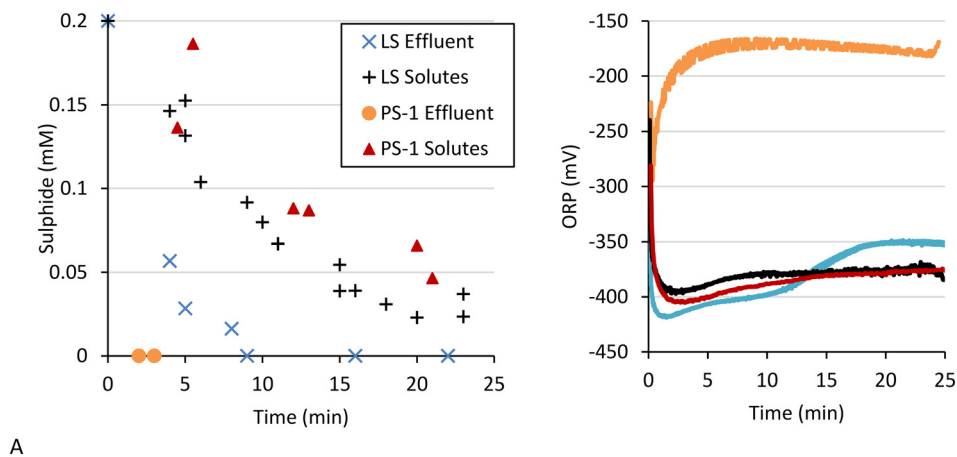 0.2
0.15
0.1
0.05
0
Sulphide (mM)
0 5 10 15 20 25
Time (min)
LS Effluent
LS Solutes
PS-1 Effluent
PS-1 Solutes
-100
-150
-200
-250
-300
-350
-400
-450
ORP (mV)
0 5 10 15 20 25
Time (min)
A